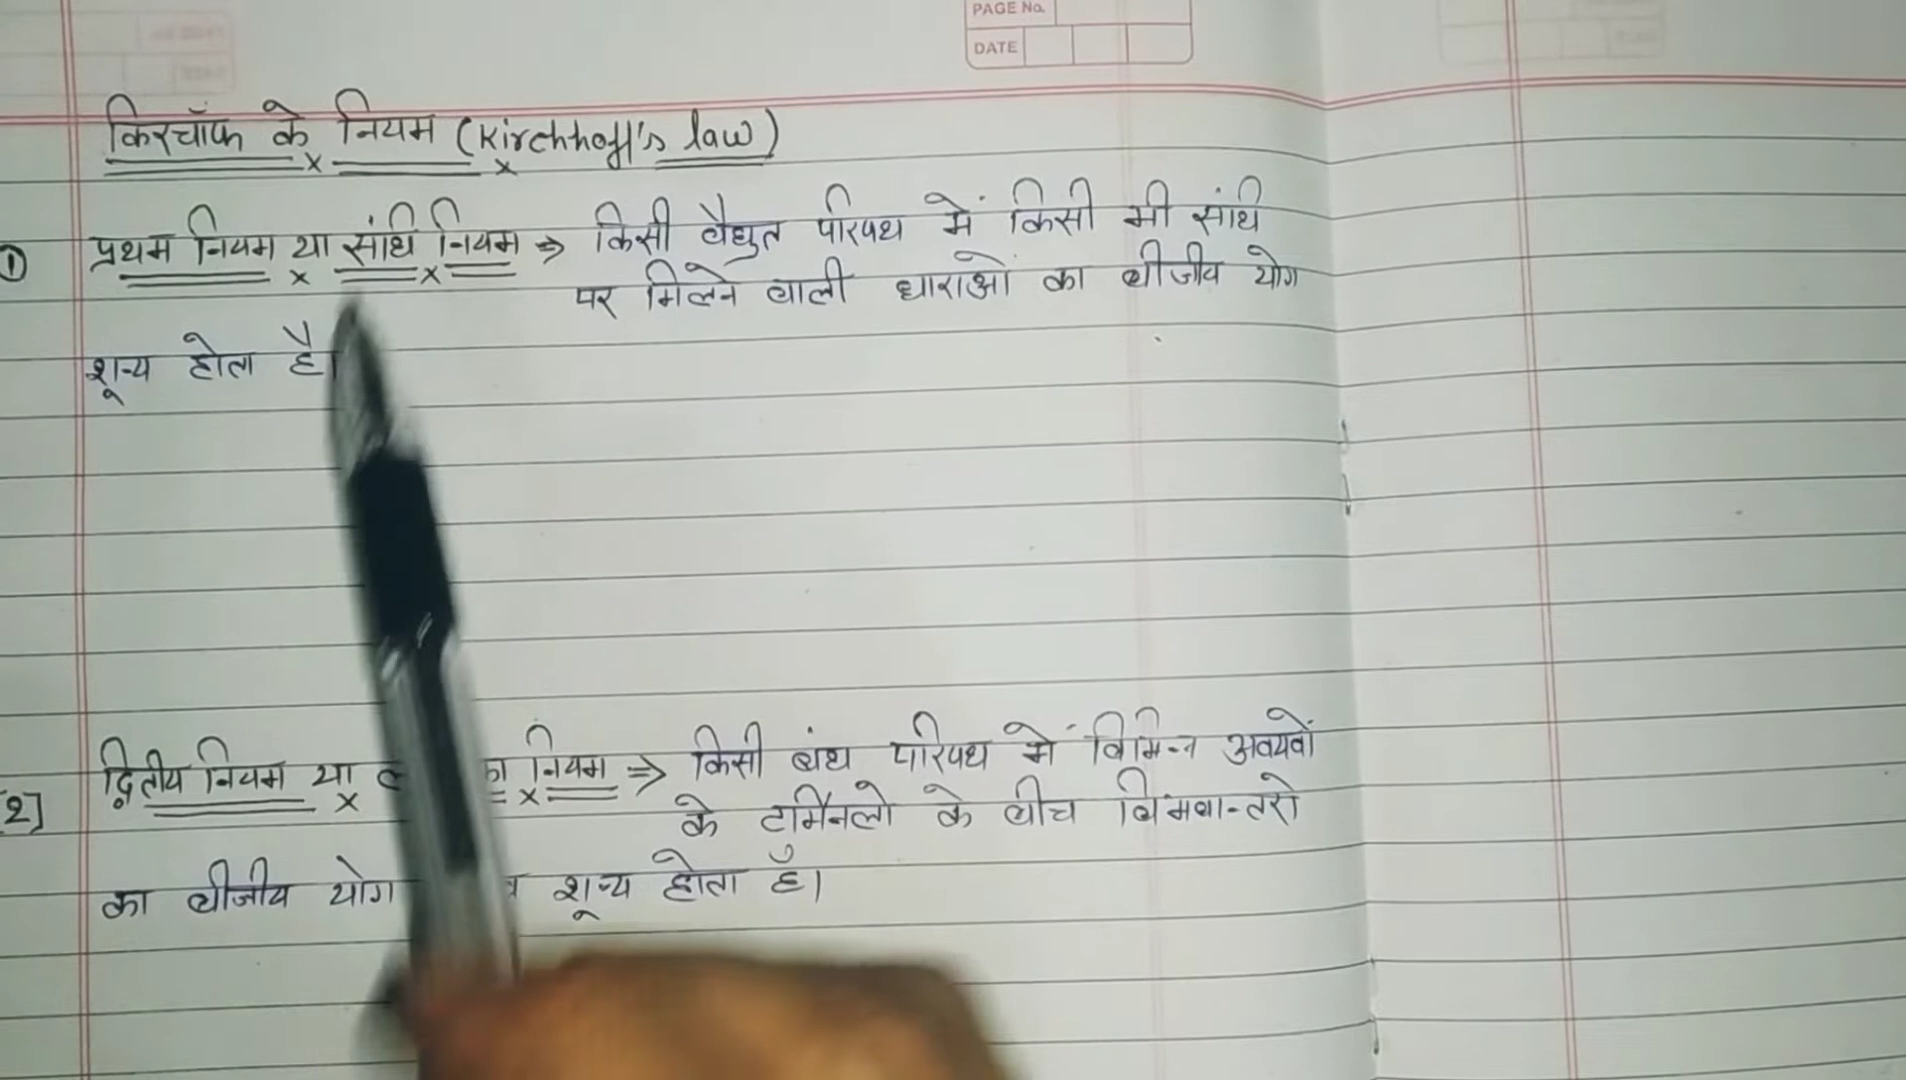 PAGE No.
DATE
किरचॉफ के नियम (Kirchhoff's law)
① प्रथम नियम या संधि नियम ⇒ किसी वैद्युत परिपथ में किसी भी संधि
पर मिलने वाली धाराओं का बीजीय योग
शून्य होता है।
[2] द्वितीय नियम या का नियम ⇒ किसी बंध परिपथ में विभिन्न अवयवों
के टर्मिनलो के बीच विभवान्तरो
का बीजीय योग शून्य होता है।